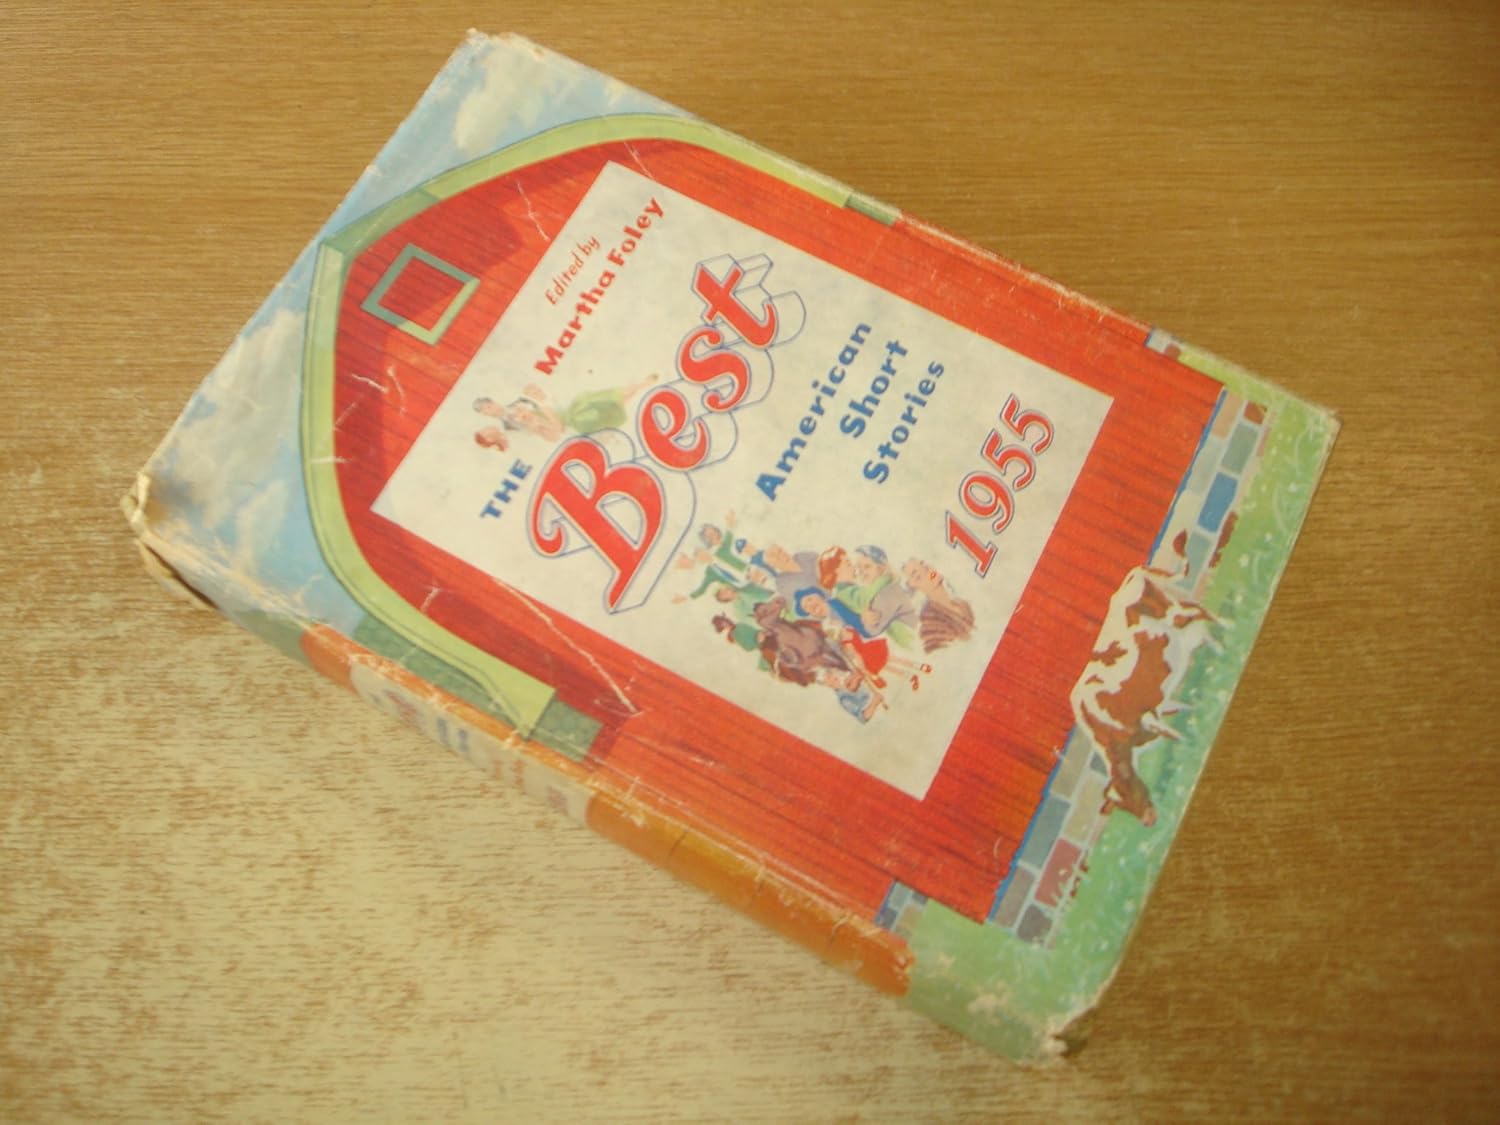 Edited by
Martha Foley
THE
Best
American
Short
Stories
1955